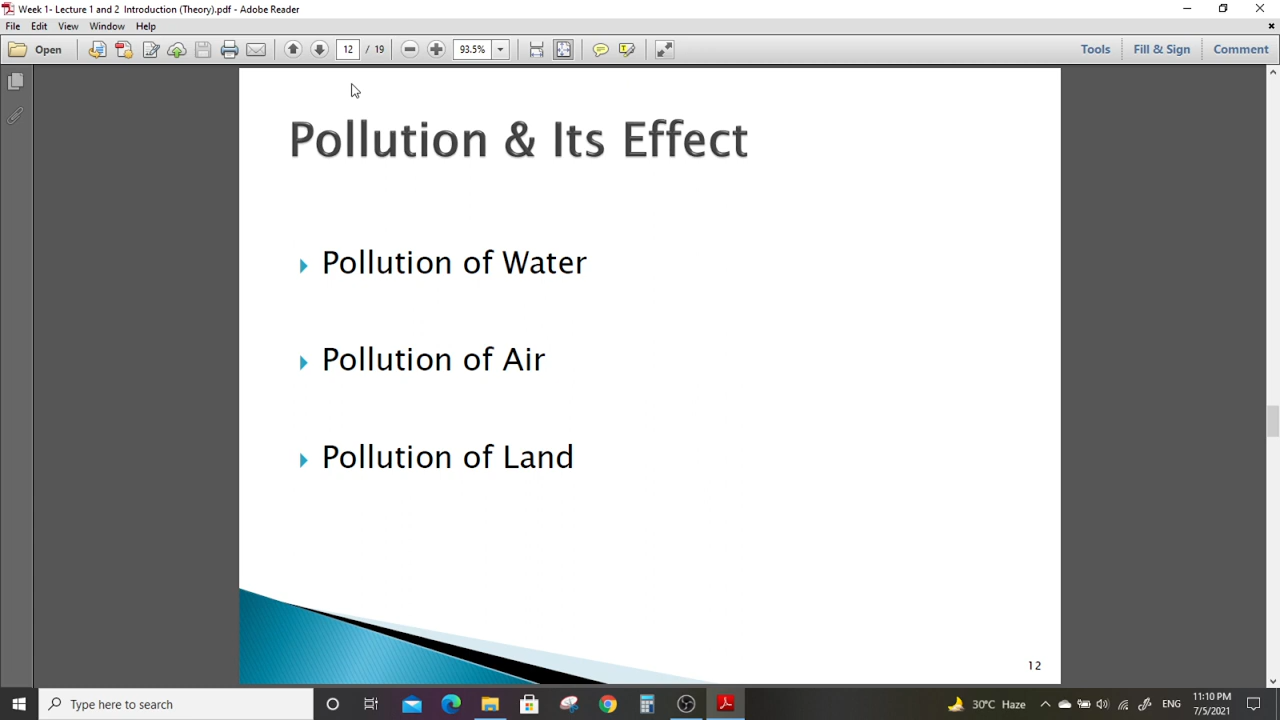 Week 1- Lecture 1 and 2 Introduction (Theory).pdf - Adobe Reader
File Edit View Window Help
Open 12 / 19 93.5% Tools Fill & Sign Comment
Pollution & Its Effect
Pollution of Water
Pollution of Air
Pollution of Land
12
Type here to search 30°C Haze ENG 11:10 PM
7/5/2021